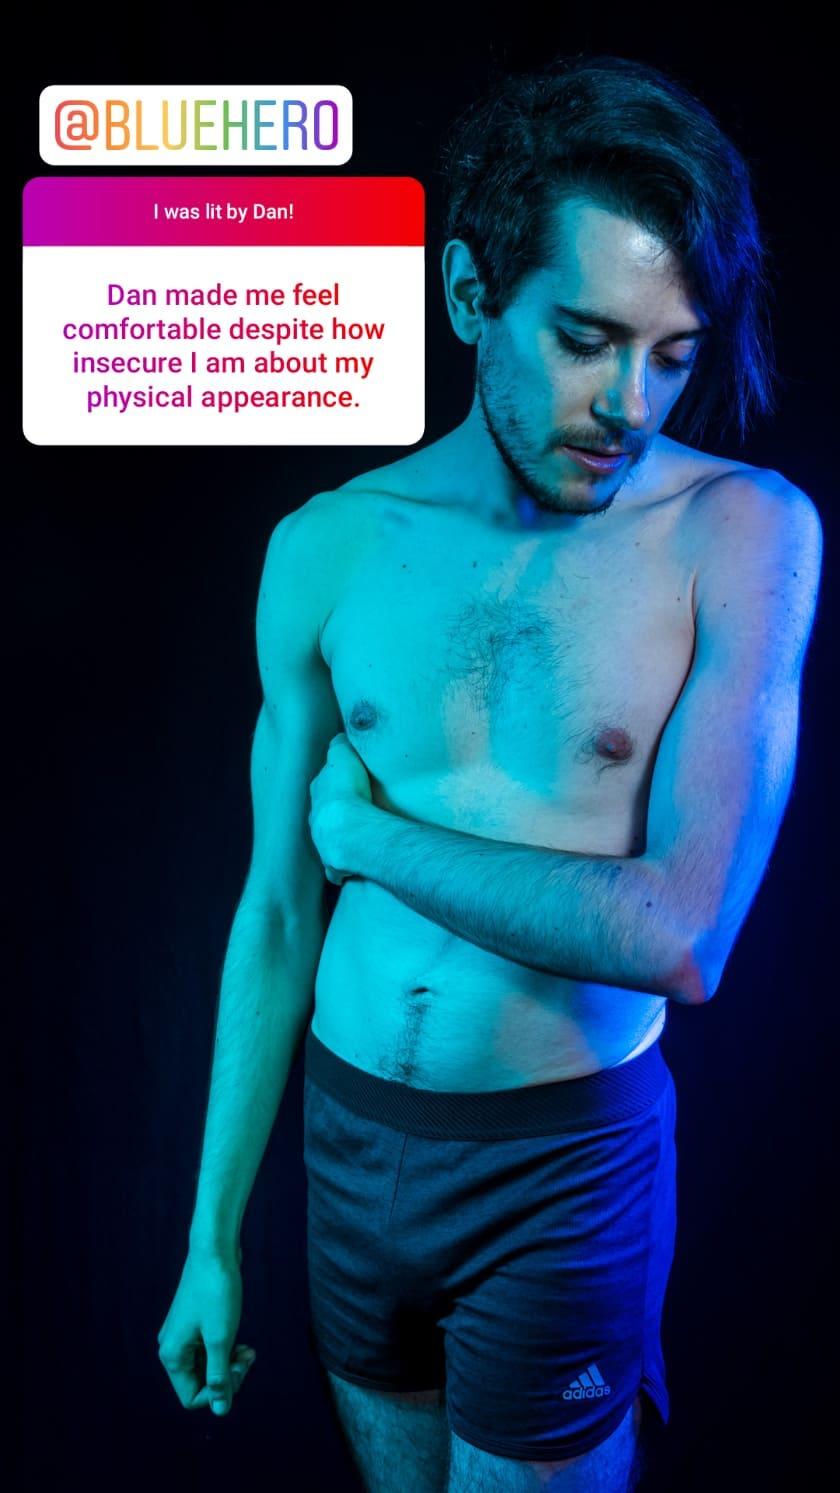 @BLUEHERO
I was lit by Dan!
Dan made me feel
comfortable despite how
insecure I am about my
physical appearance.
adidas